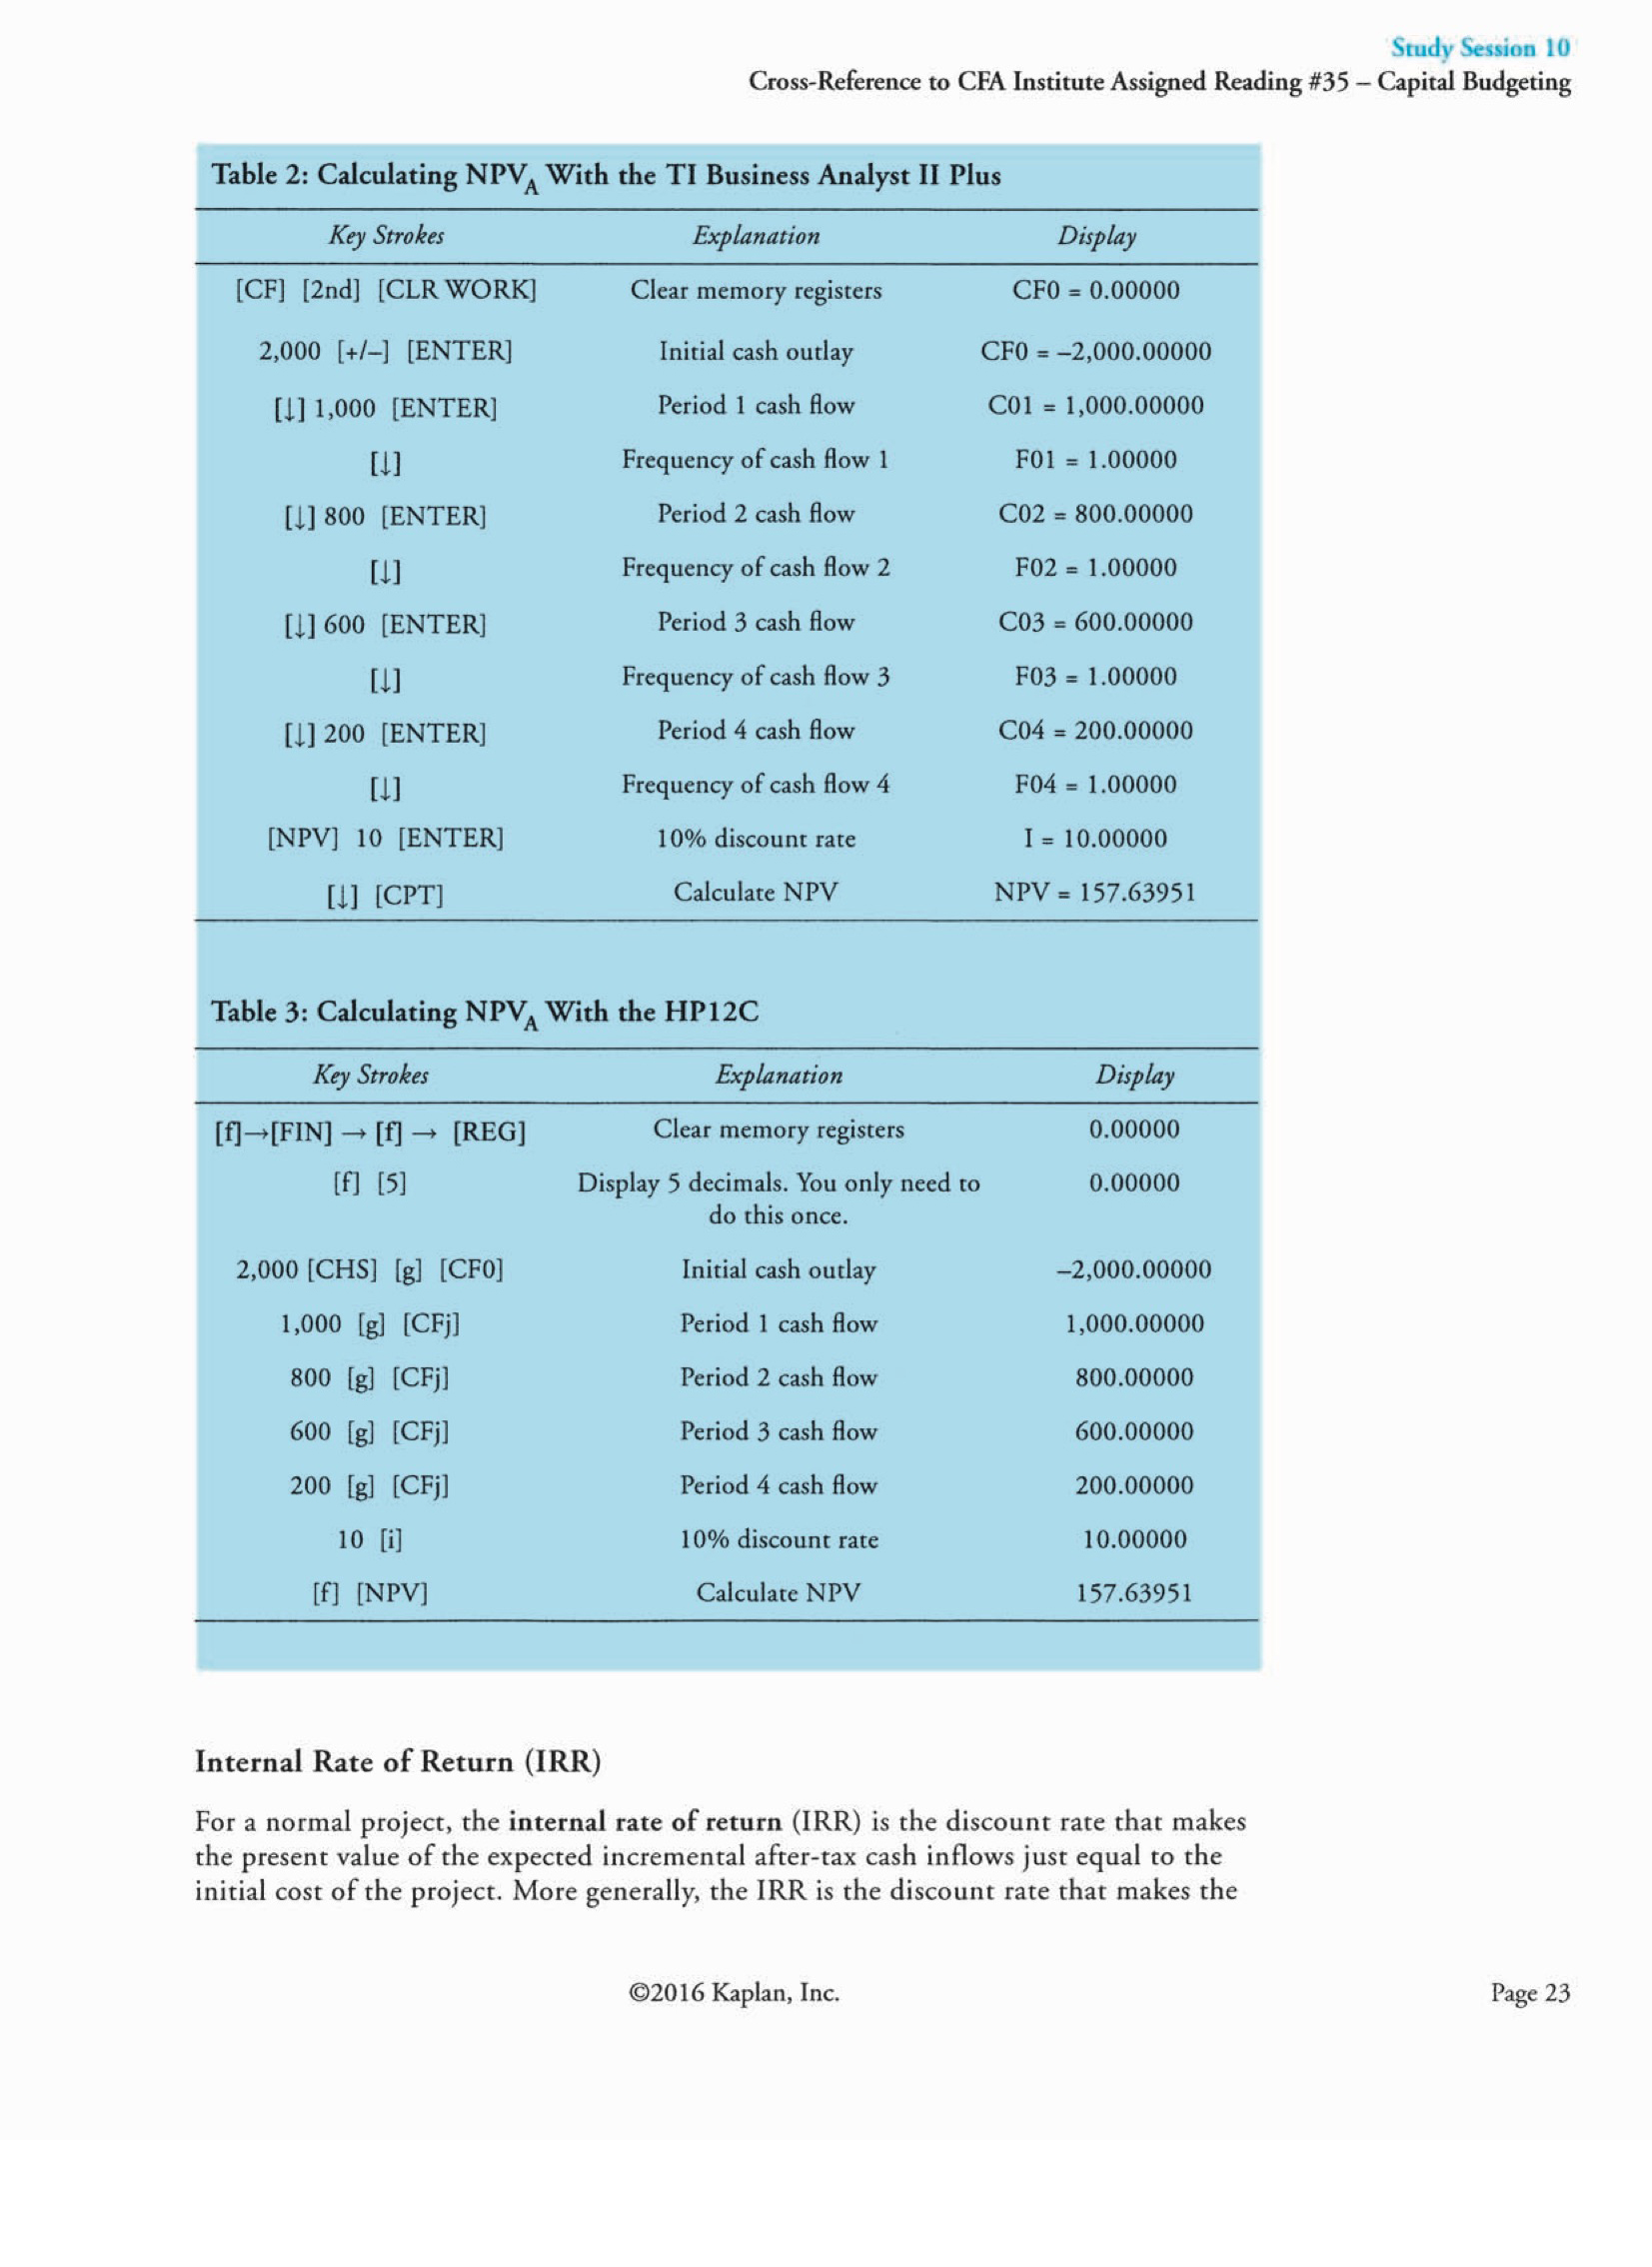 Study Session 10
Cross-Reference to CFA Institute Assigned Reading #35 – Capital Budgeting
Table 2: Calculating NPVA With the TI Business Analyst II Plus
Key Strokes Explanation Display
[CF] [2nd] [CLR WORK] Clear memory registers CF0 = 0.00000
2,000 [+/–] [ENTER] Initial cash outlay CF0 = –2,000.00000
[↓] 1,000 [ENTER] Period 1 cash flow C01 = 1,000.00000
[↓] Frequency of cash flow 1 F01 = 1.00000
[↓] 800 [ENTER] Period 2 cash flow C02 = 800.00000
[↓] Frequency of cash flow 2 F02 = 1.00000
[↓] 600 [ENTER] Period 3 cash flow C03 = 600.00000
[↓] Frequency of cash flow 3 F03 = 1.00000
[↓] 200 [ENTER] Period 4 cash flow C04 = 200.00000
[↓] Frequency of cash flow 4 F04 = 1.00000
[NPV] 10 [ENTER] 10% discount rate I = 10.00000
[↓] [CPT] Calculate NPV NPV = 157.63951
Table 3: Calculating NPVA With the HP12C
Key Strokes Explanation Display
[f]→[FIN] → [f] → [REG] Clear memory registers 0.00000
[f] [5] Display 5 decimals. You only need to 0.00000
do this once.
2,000 [CHS] [g] [CF0] Initial cash outlay –2,000.00000
1,000 [g] [CFj] Period 1 cash flow 1,000.00000
800 [g] [CFj] Period 2 cash flow 800.00000
600 [g] [CFj] Period 3 cash flow 600.00000
200 [g] [CFj] Period 4 cash flow 200.00000
10 [i] 10% discount rate 10.00000
[f] [NPV] Calculate NPV 157.63951
Internal Rate of Return (IRR)
For a normal project, the internal rate of return (IRR) is the discount rate that makes
the present value of the expected incremental after-tax cash inflows just equal to the
initial cost of the project. More generally, the IRR is the discount rate that makes the
©2016 Kaplan, Inc. Page 23